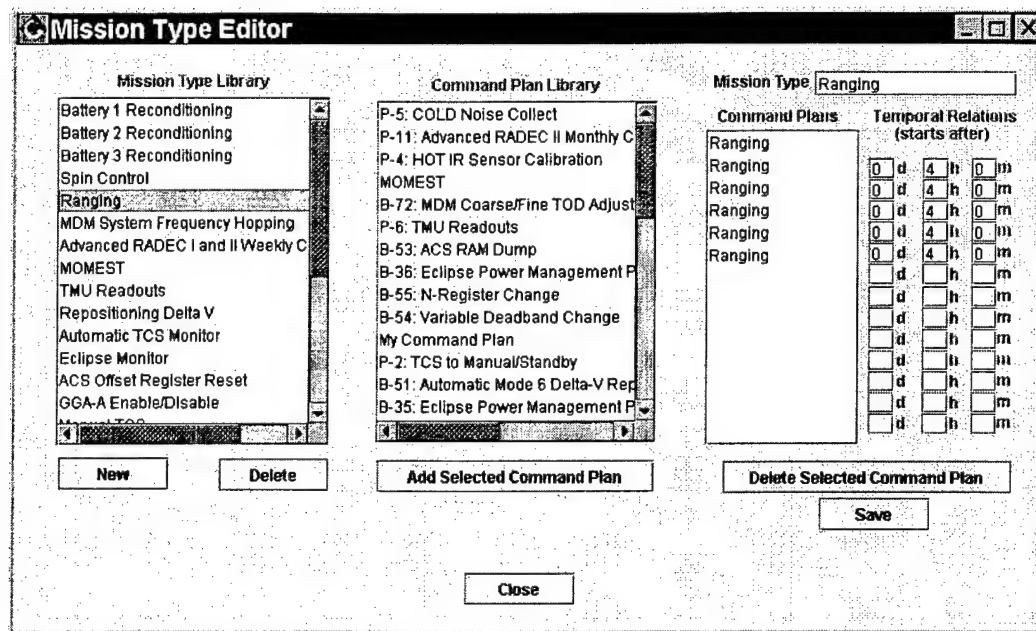 Mission Type Editor
Mission Type Library
Battery 1 Reconditioning
Battery 2 Reconditioning
Battery 3 Reconditioning
Spin Control
Ranging
MDM System Frequency Hopping
Advanced RADEC I and II Weekly C
MOMEST
TMU Readouts
Repositioning Delta V
Automatic TCS Monitor
Eclipse Monitor
ACS Offset Register Reset
GGA-A Enable/Disable
New
Delete
Command Plan Library
P-5: COLD Noise Collect
P-11: Advanced RADEC II Monthly C
P-4: HOT IR Sensor Calibration
MOMEST
B-72: MDM Coarse/Fine TOD Adjust
P-6: TMU Readouts
B-53: ACS RAM Dump
B-36: Eclipse Power Management P
B-55: N-Register Change
B-54: Variable Deadband Change
My Command Plan
P-2: TCS to Manual/Standby
B-51: Automatic Mode 6 Delta-V Rep
B-35: Eclipse Power Management P
Add Selected Command Plan
Mission Type Ranging
Command Plans
Ranging
Ranging
Ranging
Ranging
Ranging
Ranging
Temporal Relations
(starts after)
0 d 4 h 0 m
0 d 4 h 0 m
0 d 4 h 0 m
0 d 4 h 0 m
0 d 4 h 0 m
d h m
d h m
d h m
d h m
d h m
d h m
d h m
d h m
Delete Selected Command Plan
Save
Close